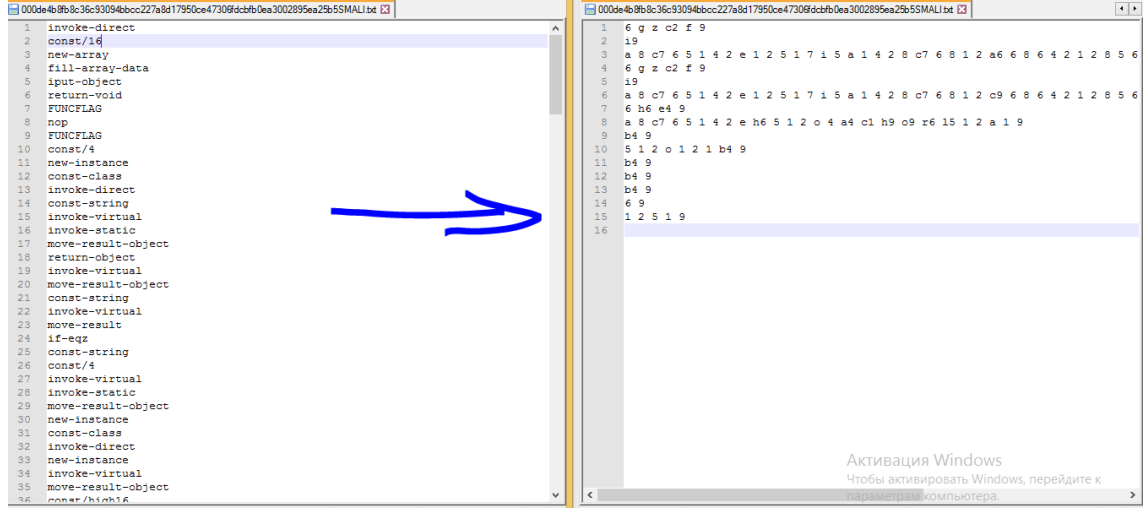 000de4b8fb8c36c93094bbcc227a8d17950ce47306fdcbfb0ea3002895ea25b5SMALI.txt
1 invoke-direct
2 const/16
3 new-array
4 fill-array-data
5 iput-object
6 return-void
7 FUNCFLAG
8 nop
9 FUNCFLAG
10 const/4
11 new-instance
12 const-class
13 invoke-direct
14 const-string
15 invoke-virtual
16 invoke-static
17 move-result-object
18 return-object
19 invoke-virtual
20 move-result-object
21 const-string
22 invoke-virtual
23 move-result
24 if-eqz
25 const-string
26 const/4
27 invoke-virtual
28 invoke-static
29 move-result-object
30 new-instance
31 const-class
32 invoke-direct
33 new-instance
34 invoke-virtual
35 move-result-object
36 const/high16
000de4b8fb8c36c93094bbcc227a8d17950ce47306fdcbfb0ea3002895ea25b5SMALI.txt
1 6 g z c2 f 9
2 i9
3 a 8 c7 6 5 1 4 2 e 1 2 5 1 7 i 5 a 1 4 2 8 c7 6 8 1 2 a6 6 8 6 4 2 1 2 8 5 6
4 6 g z c2 f 9
5 i9
6 a 8 c7 6 5 1 4 2 e 1 2 5 1 7 i 5 a 1 4 2 8 c7 6 8 1 2 c9 6 8 6 4 2 1 2 8 5 6
7 6 h6 e4 9
8 a 8 c7 6 5 1 4 2 e h6 5 1 2 o 4 a4 c1 h9 o9 r6 l5 1 2 a 1 9
9 b4 9
10 5 1 2 o 1 2 1 b4 9
11 b4 9
12 b4 9
13 b4 9
14 6 9
15 1 2 5 1 9
16
Активация Windows
Чтобы активировать Windows, перейдите к
параметрам компьютера.